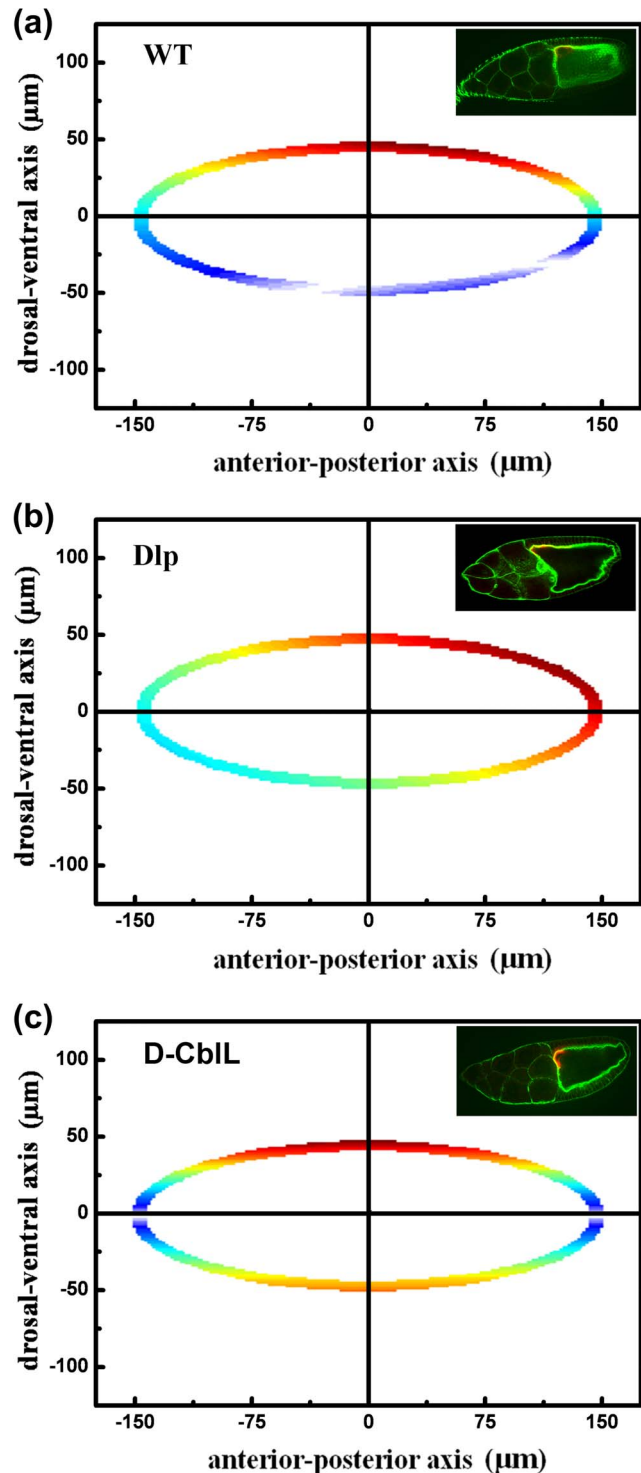 (a)
WT
100
50
0
-50
-100
drosal-ventral axis (μm)
-150 -75 0 75 150
anterior-posterior axis (μm)
(b)
Dlp
100
50
0
-50
-100
drosal-ventral axis (μm)
-150 -75 0 75 150
anterior-posterior axis (μm)
(c)
D-CblL
100
50
0
-50
-100
drosal-ventral axis (μm)
-150 -75 0 75 150
anterior-posterior axis (μm)